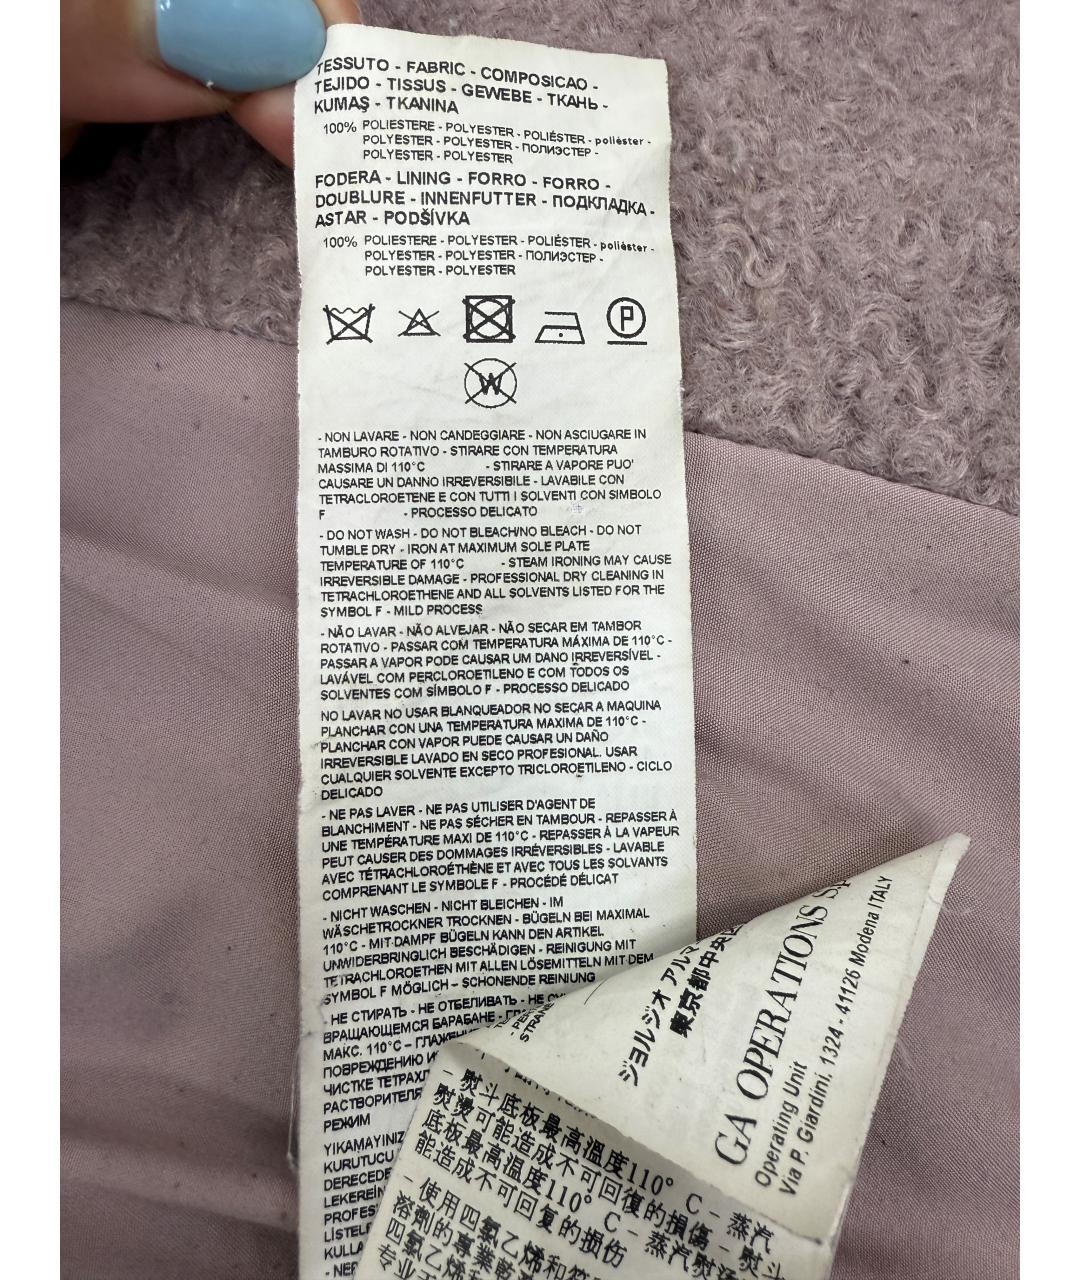 TESSUTO - FABRIC - COMPOSICAO -
TEJIDO - TISSUS - GEWEBE - ТКАНЬ -
KUMAŞ - TKANINA
100% POLIESTERE - POLYESTER - POLIÉSTER - poliéster -
POLYESTER - POLYESTER - ПОЛИЭСТЕР -
POLYESTER - POLYESTER
FODERA - LINING - FORRO - FORRO -
DOUBLURE - INNENFUTTER - ПОДКЛАДКА -
ASTAR - PODŠÍVKA
100% POLIESTERE - POLYESTER - POLIÉSTER - poliéster -
POLYESTER - POLYESTER - ПОЛИЭСТЕР -
POLYESTER - POLYESTER
P
W
- NON LAVARE - NON CANDEGGIARE - NON ASCIUGARE IN
TAMBURO ROTATIVO - STIRARE CON TEMPERATURA
MASSIMA DI 110°C - STIRARE A VAPORE PUO'
CAUSARE UN DANNO IRREVERSIBILE - LAVABILE CON
TETRACLOROETENE E CON TUTTI I SOLVENTI CON SIMBOLO
F - PROCESSO DELICATO
- DO NOT WASH - DO NOT BLEACH/NO BLEACH - DO NOT
TUMBLE DRY - IRON AT MAXIMUM SOLE PLATE
TEMPERATURE OF 110°C - STEAM IRONING MAY CAUSE
IRREVERSIBLE DAMAGE - PROFESSIONAL DRY CLEANING IN
TETRACHLOROETHENE AND ALL SOLVENTS LISTED FOR THE
SYMBOL F - MILD PROCESS
- NÃO LAVAR - NÃO ALVEJAR - NÃO SECAR EM TAMBOR
ROTATIVO - PASSAR COM TEMPERATURA MÁXIMA DE 110°C -
PASSAR A VAPOR PODE CAUSAR UM DANO IRREVERSÍVEL -
LAVÁVEL COM PERCLOROETILENO E COM TODOS OS
SOLVENTES COM SÍMBOLO F - PROCESSO DELICADO
NO LAVAR NO USAR BLANQUEADOR NO SECAR A MAQUINA
PLANCHAR CON UNA TEMPERATURA MAXIMA DE 110°C -
PLANCHAR CON VAPOR PUEDE CAUSAR UN DAÑO
IRREVERSIBLE LAVADO EN SECO PROFESIONAL. USAR
CUALQUIER SOLVENTE EXCEPTO TRICLOROETILENO - CICLO
DELICADO
- NE PAS LAVER - NE PAS UTILISER D'AGENT DE
BLANCHIMENT - NE PAS SÉCHER EN TAMBOUR - REPASSER À
UNE TEMPÉRATURE MAXI DE 110°C - REPASSER À LA VAPEUR
PEUT CAUSER DES DOMMAGES IRRÉVERSIBLES - LAVABLE
AVEC TÉTRACHLOROÉTHÈNE ET AVEC TOUS LES SOLVANTS
COMPRENANT LE SYMBOLE F - PROCÉDÉ DÉLICAT
- NICHT WASCHEN - NICHT BLEICHEN - IM
WÄSCHETROCKNER TROCKNEN - BÜGELN BEI MAXIMAL
110°C - MIT DAMPF BÜGELN KANN DEN ARTIKEL
UNWIDERBRINGLICH BESCHÄDIGEN - REINIGUNG MIT
TETRACHLOROETHEN MIT ALLEN LÖSEMITTELN MIT DEM
SYMBOL F MÖGLICH – SCHONENDE REINIUNG
- НЕ СТИРАТЬ - НЕ ОТБЕЛИВАТЬ - НЕ
ВРАЩАЮЩЕМСЯ БАРАБАНЕ -
МАКС. 110°C –
ПОВРЕЖДЕНИЮ
ЧИСТКЕ
РЕЖИМ
KURUTUCU
ジョルジオ アルマ
東京都中央区
GA OPERATIONS S.P
Operating Unit
Via P. Giardini, 1324 - 41126 Modena ITALY
- 熨斗底板最高溫度110° C - 蒸汽
熨燙可能造成不可回復的損傷 - 熨斗
底板最高温度110° C - 蒸汽熨
能造成不可回复的损伤
- 使用四氯乙烯和
溶劑的專業乾
四氯乙烯
专业